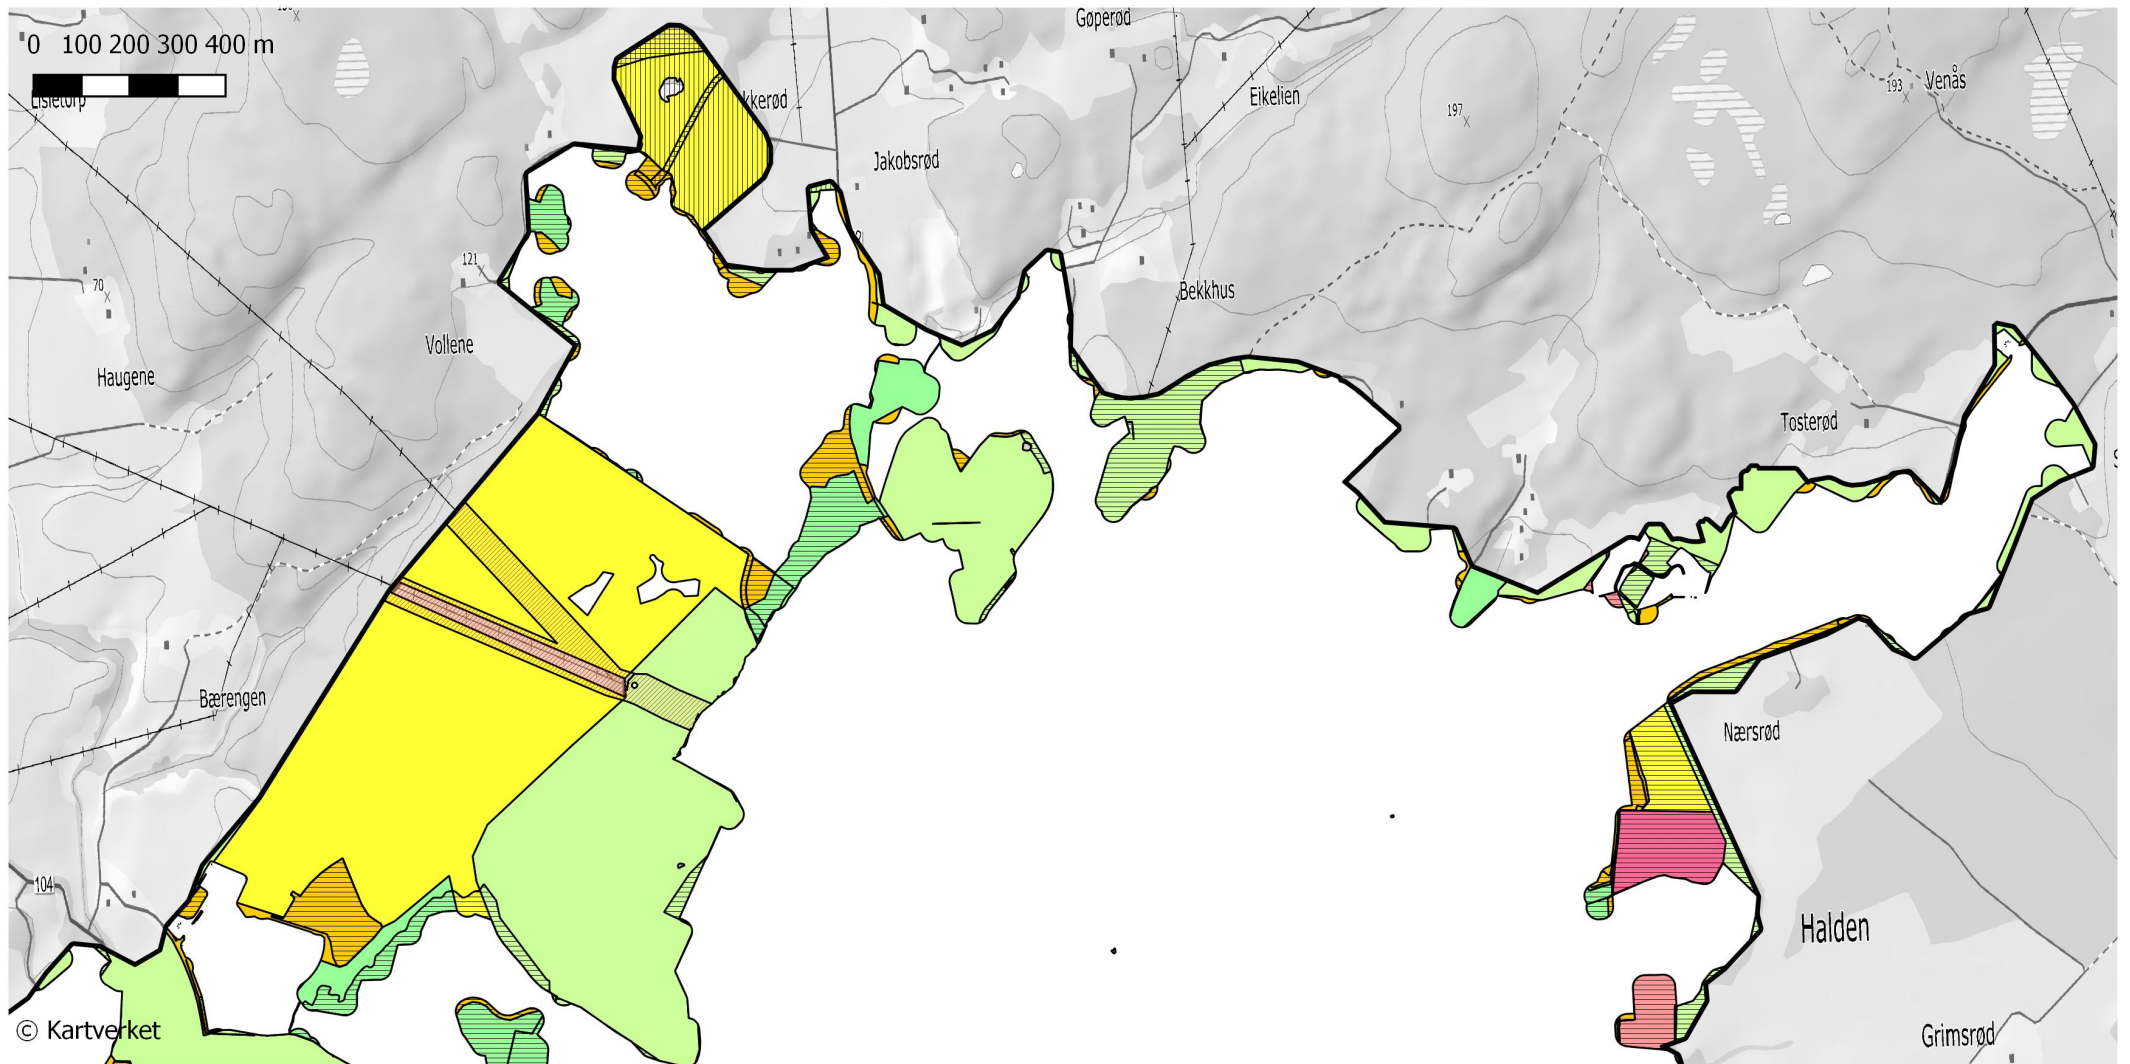 Gøperød
0 100 200 300 400 m
193
Venås
Eikelien
kkerød
197
Jakobsrød
121
70
Bekkhus
Vollene
Haugene
Tosterød
Bærengen
Nærsrød
104
Halden
© Kartverket
Grimsrød